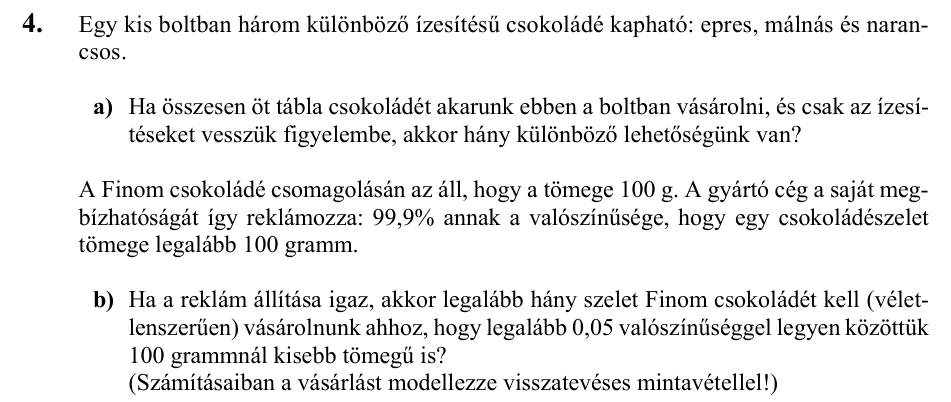 4. Egy kis boltban három különböző ízesítésű csokoládé kapható: epres, málnás és naran-
csos.
a) Ha összesen öt tábla csokoládét akarunk ebben a boltban vásárolni, és csak az ízesí-
téseket vesszük figyelembe, akkor hány különböző lehetőségünk van?
A Finom csokoládé csomagolásán az áll, hogy a tömege 100 g. A gyártó cég a saját meg-
bízhatóságát így reklámozza: 99,9% annak a valószínűsége, hogy egy csokoládészelet
tömege legalább 100 gramm.
b) Ha a reklám állítása igaz, akkor legalább hány szelet Finom csokoládét kell (vélet-
lenszerűen) vásárolnunk ahhoz, hogy legalább 0,05 valószínűséggel legyen közöttük
100 grammnál kisebb tömegű is?
(Számításaiban a vásárlást modellezze visszatevéses mintavétellel!)